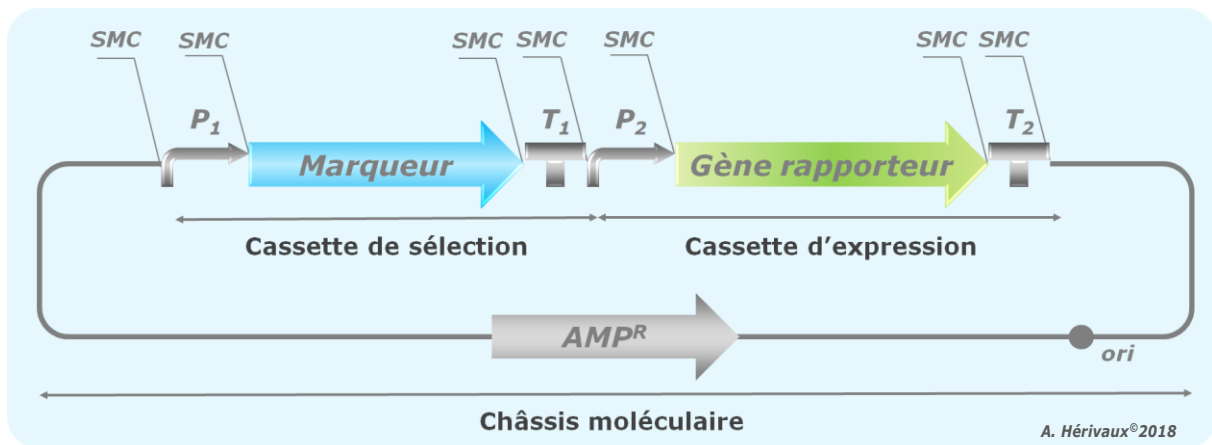 SMC SMC SMC SMC SMC SMC
P₁ T₁ P₂ T₂
Marqueur Gène rapporteur
Cassette de sélection Cassette d'expression
AMPᴿ
ori
Châssis moléculaire
A. Hérivaux©2018